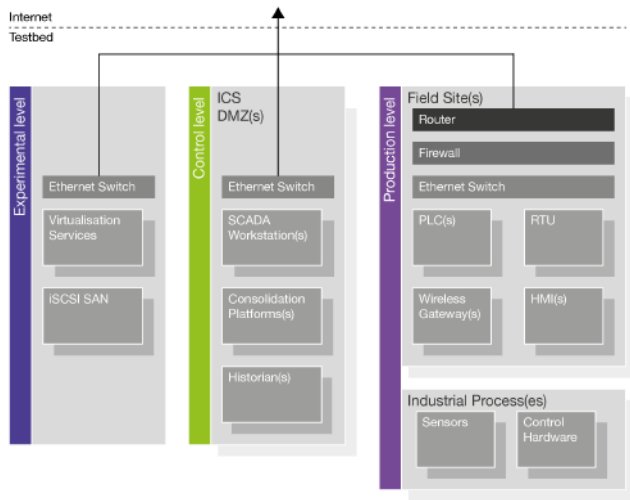 Internet
Testbed
Experimental level
Ethernet Switch
Virtualisation
Services
iSCSI SAN
Control level
ICS
DMZ(s)
Ethernet Switch
SCADA
Workstation(s)
Consolidation
Platforms(s)
Historian(s)
Production level
Field Site(s)
Router
Firewall
Ethernet Switch
PLC(s)
RTU
Wireless
Gateway(s)
HMI(s)
Industrial Process(es)
Sensors
Control
Hardware